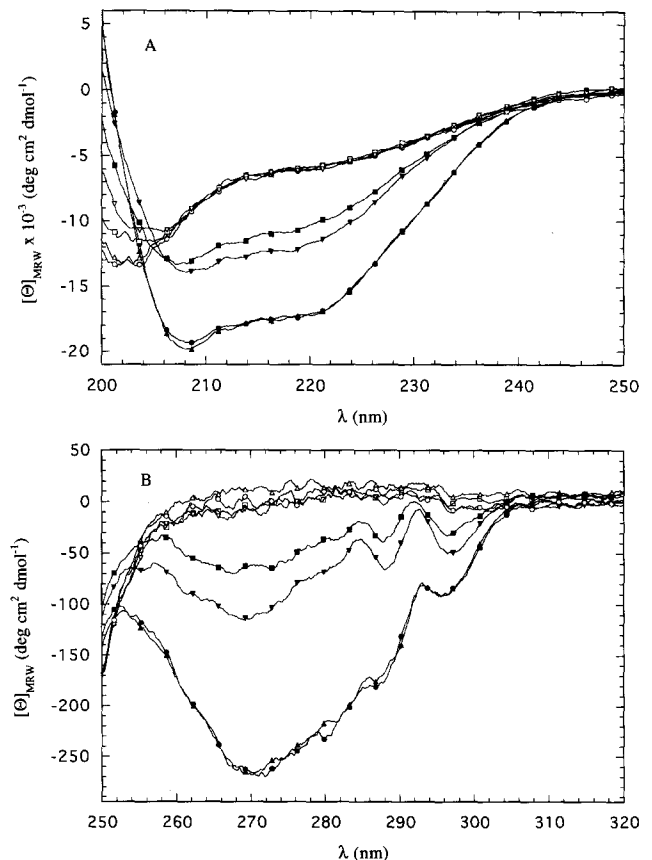 A
5
0
-5
-10
-15
-20
[Θ]MRW x 10⁻³ (deg cm² dmol⁻¹)
200 210 220 230 240 250
λ (nm)
B
50
0
-50
-100
-150
-200
-250
[Θ]MRW (deg cm² dmol⁻¹)
250 260 270 280 290 300 310 320
λ (nm)